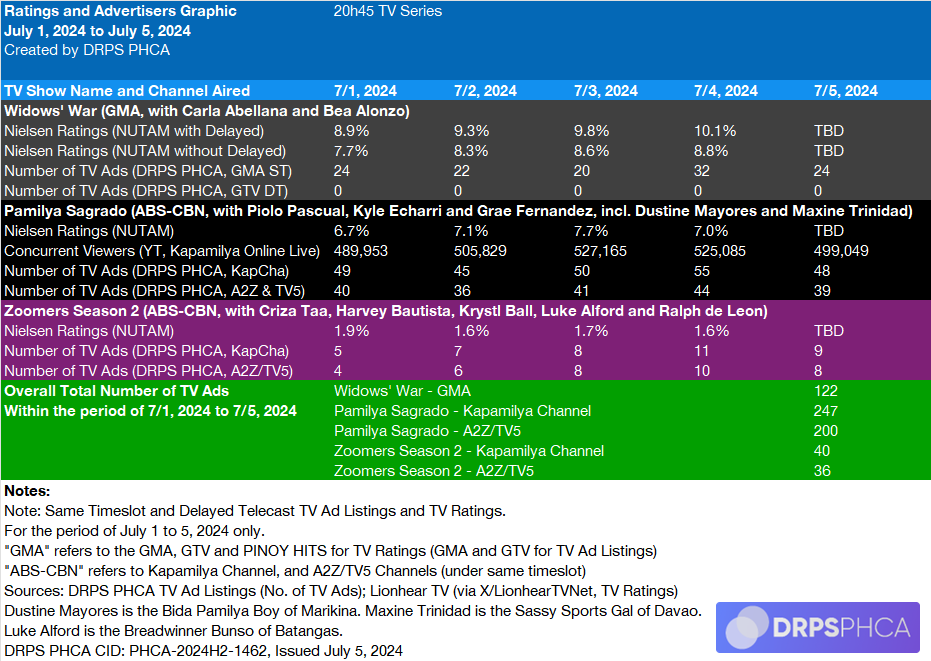 Ratings and Advertisers Graphic 20h45 TV Series
July 1, 2024 to July 5, 2024
Created by DRPS PHCA
TV Show Name and Channel Aired 7/1, 2024 7/2, 2024 7/3, 2024 7/4, 2024 7/5, 2024
Widows' War (GMA, with Carla Abellana and Bea Alonzo)
Nielsen Ratings (NUTAM with Delayed) 8.9% 9.3% 9.8% 10.1% TBD
Nielsen Ratings (NUTAM without Delayed) 7.7% 8.3% 8.6% 8.8% TBD
Number of TV Ads (DRPS PHCA, GMA ST) 24 22 20 32 24
Number of TV Ads (DRPS PHCA, GTV DT) 0 0 0 0 0
Pamilya Sagrado (ABS-CBN, with Piolo Pascual, Kyle Echarri and Grae Fernandez, incl. Dustine Mayores and Maxine Trinidad)
Nielsen Ratings (NUTAM) 6.7% 7.1% 7.7% 7.0% TBD
Concurrent Viewers (YT, Kapamilya Online Live) 489,953 505,829 527,165 525,085 499,049
Number of TV Ads (DRPS PHCA, KapCha) 49 45 50 55 48
Number of TV Ads (DRPS PHCA, A2Z & TV5) 40 36 41 44 39
Zoomers Season 2 (ABS-CBN, with Criza Taa, Harvey Bautista, Krystl Ball, Luke Alford and Ralph de Leon)
Nielsen Ratings (NUTAM) 1.9% 1.6% 1.7% 1.6% TBD
Number of TV Ads (DRPS PHCA, KapCha) 5 7 8 11 9
Number of TV Ads (DRPS PHCA, A2Z/TV5) 4 6 8 10 8
Overall Total Number of TV Ads Widows' War - GMA 122
Within the period of 7/1, 2024 to 7/5, 2024 Pamilya Sagrado - Kapamilya Channel 247
Pamilya Sagrado - A2Z/TV5 200
Zoomers Season 2 - Kapamilya Channel 40
Zoomers Season 2 - A2Z/TV5 36
Notes:
Note: Same Timeslot and Delayed Telecast TV Ad Listings and TV Ratings.
For the period of July 1 to 5, 2024 only.
"GMA" refers to the GMA, GTV and PINOY HITS for TV Ratings (GMA and GTV for TV Ad Listings)
"ABS-CBN" refers to Kapamilya Channel, and A2Z/TV5 Channels (under same timeslot)
Sources: DRPS PHCA TV Ad Listings (No. of TV Ads); Lionhear TV (via X/LionhearTVNet, TV Ratings)
Dustine Mayores is the Bida Pamilya Boy of Marikina. Maxine Trinidad is the Sassy Sports Gal of Davao.
Luke Alford is the Breadwinner Bunso of Batangas.
DRPS PHCA CID: PHCA-2024H2-1462, Issued July 5, 2024
DRPSPHCA